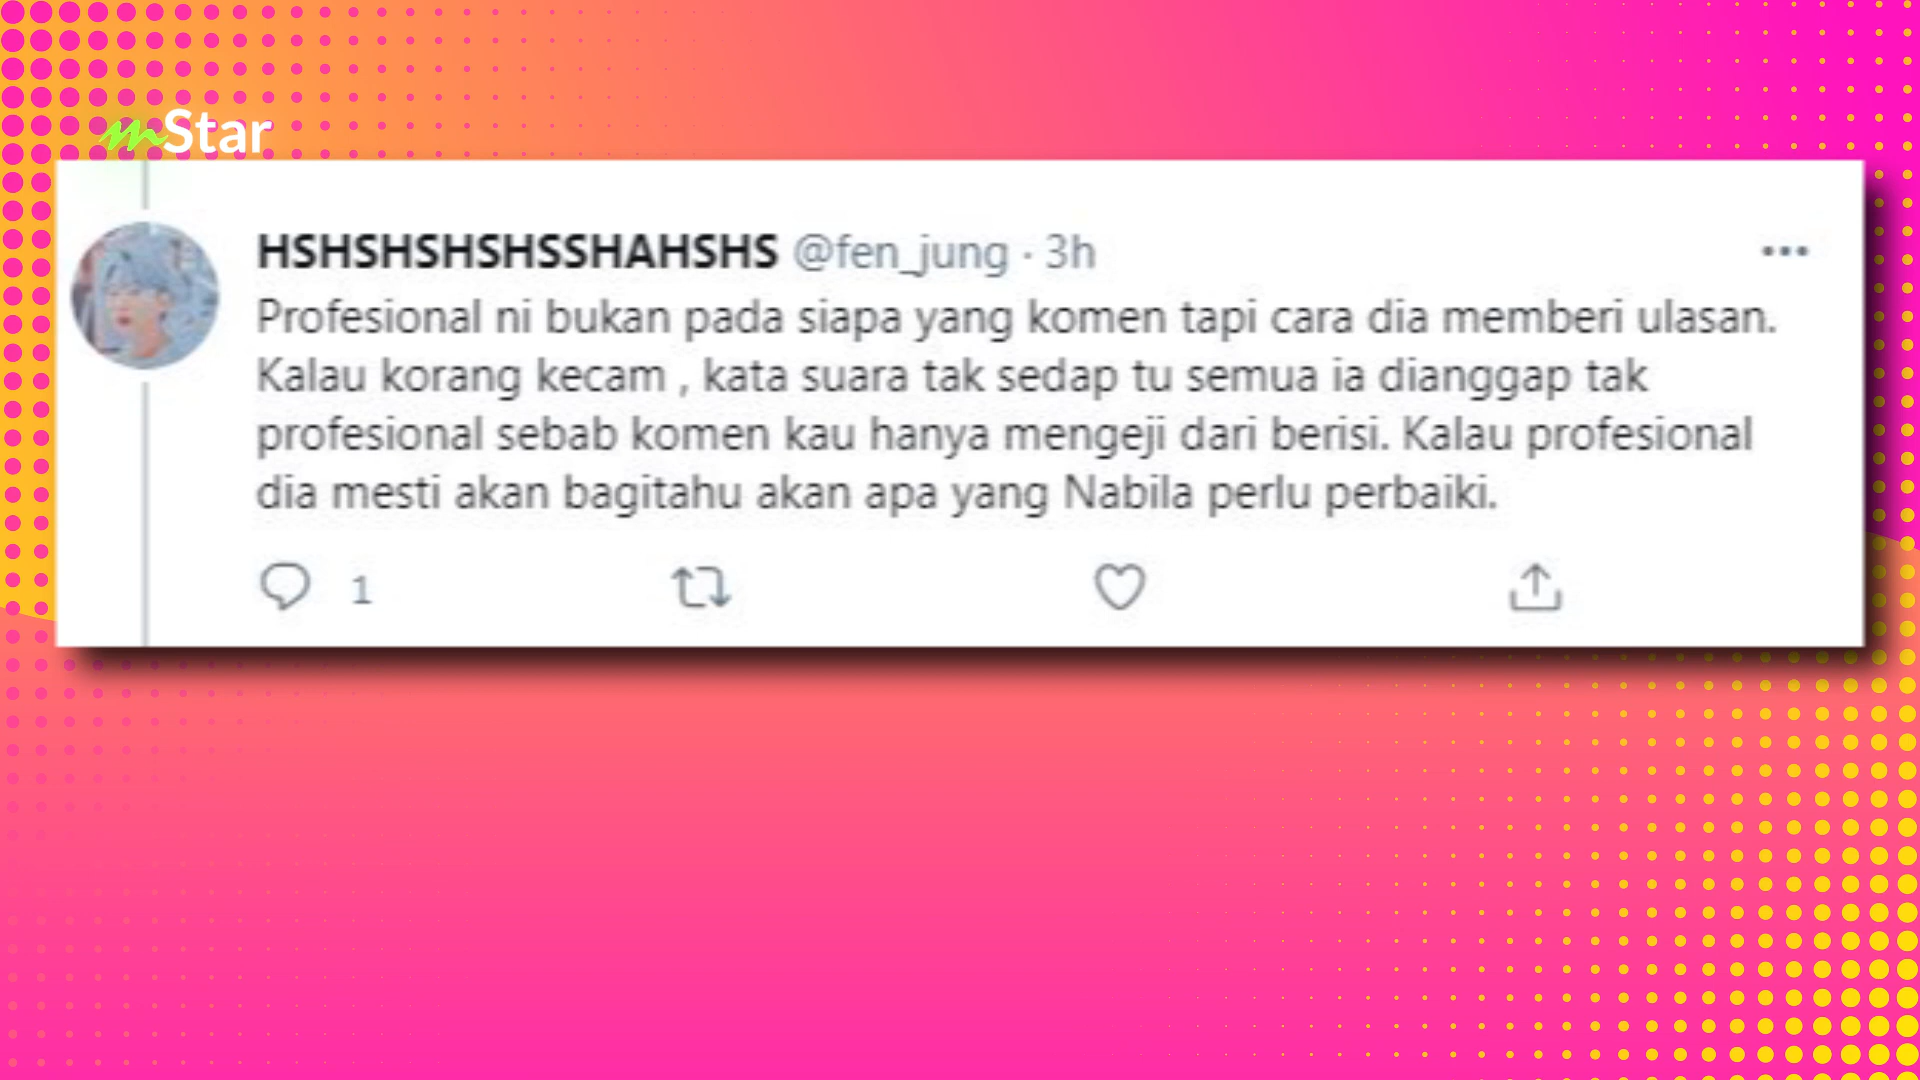 mStar
HSHSHSHSHSSHAHSHS @fen_jung · 3h
Profesional ni bukan pada siapa yang komen tapi cara dia memberi ulasan.
Kalau korang kecam , kata suara tak sedap tu semua ia dianggap tak
profesional sebab komen kau hanya mengeji dari berisi. Kalau profesional
dia mesti akan bagitahu akan apa yang Nabila perlu perbaiki.
1